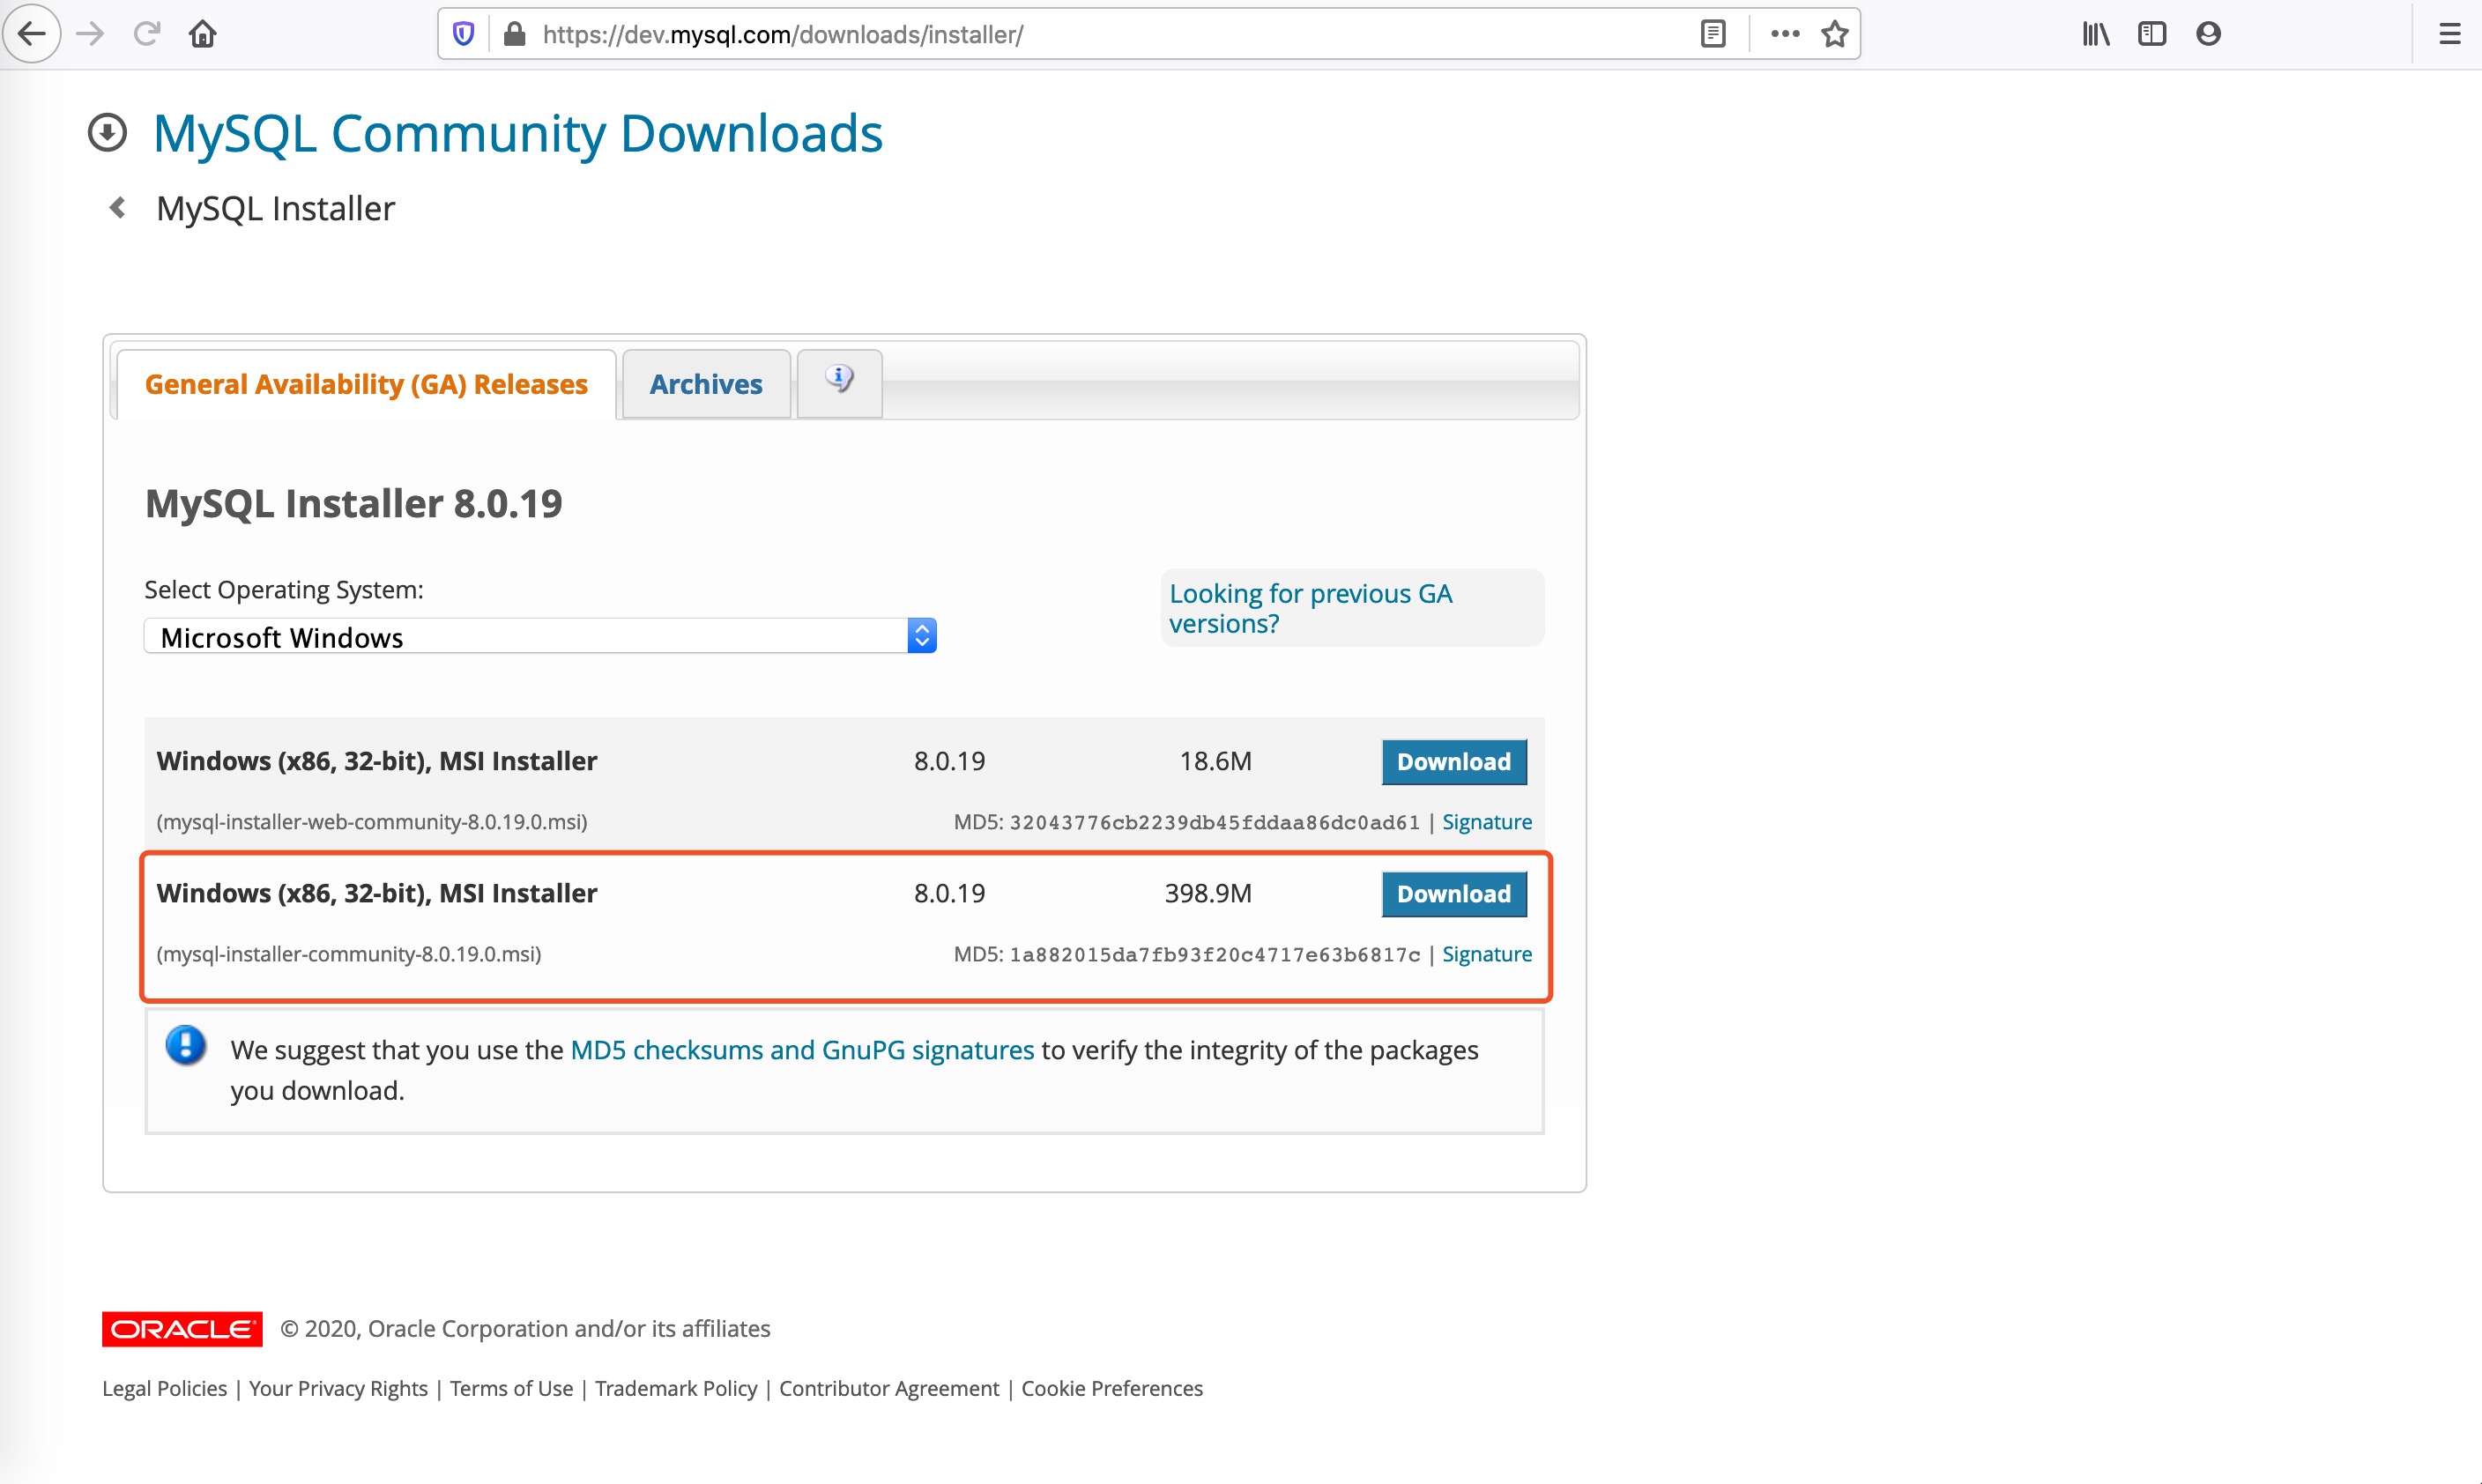 https://dev.mysql.com/downloads/installer/
MySQL Community Downloads
MySQL Installer
General Availability (GA) Releases
Archives
MySQL Installer 8.0.19
Select Operating System:
Microsoft Windows
Looking for previous GA
versions?
Windows (x86, 32-bit), MSI Installer 8.0.19 18.6M Download
(mysql-installer-web-community-8.0.19.0.msi) MD5: 32043776cb2239db45fddaa86dc0ad61 | Signature
Windows (x86, 32-bit), MSI Installer 8.0.19 398.9M Download
(mysql-installer-community-8.0.19.0.msi) MD5: 1a882015da7fb93f20c4717e63b6817c | Signature
We suggest that you use the MD5 checksums and GnuPG signatures to verify the integrity of the packages
you download.
ORACLE © 2020, Oracle Corporation and/or its affiliates
Legal Policies | Your Privacy Rights | Terms of Use | Trademark Policy | Contributor Agreement | Cookie Preferences